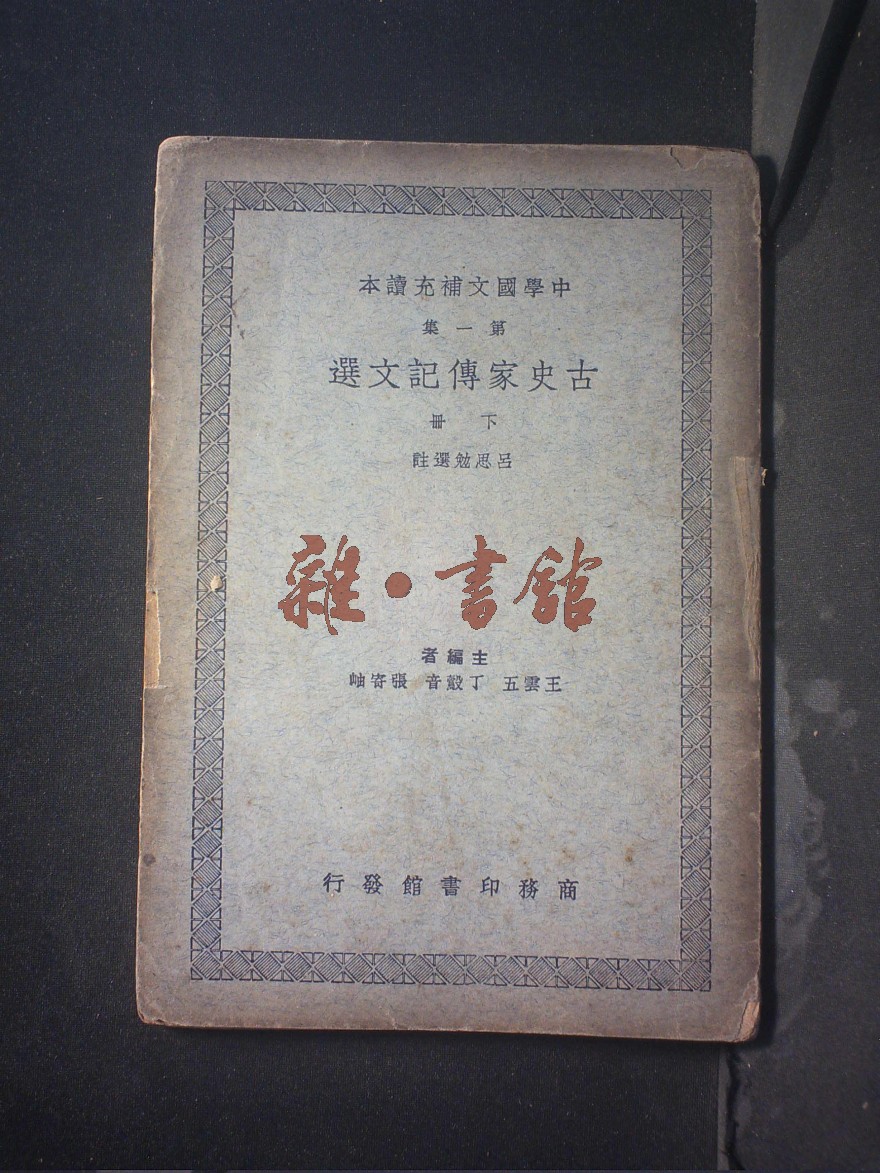 中學國文補充讀本
第一集
古史家傳記文選
下冊
呂思勉選註
雜·書館
主編者
王雲五 丁㲄音 張寄岫
商務印書館發行